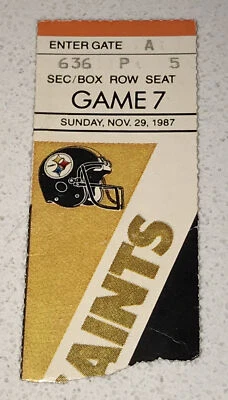 ENTER GATE A
636 P 5
SEC/BOX ROW SEAT
GAME 7
SUNDAY, NOV. 29, 1987
AINTS